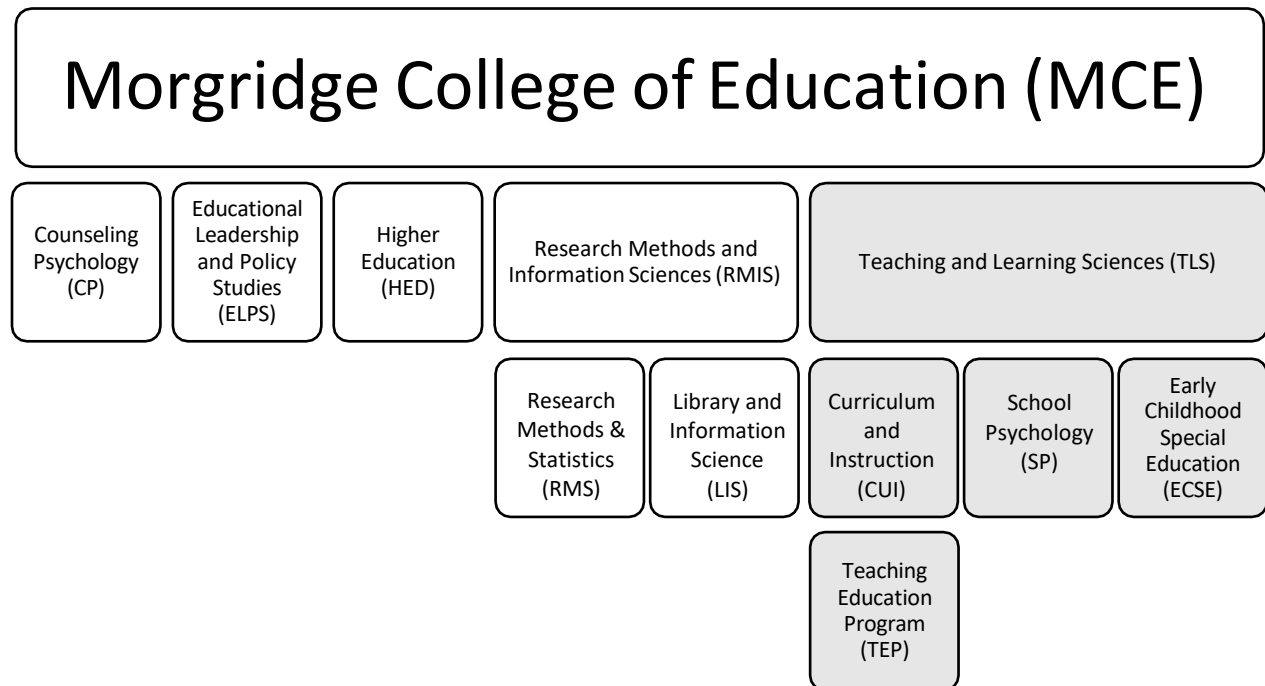 Morgridge College of Education (MCE)
Counseling
Psychology
(CP)
Educational
Leadership
and Policy
Studies
(ELPS)
Higher
Education
(HED)
Research Methods and
Information Sciences (RMIS)
Teaching and Learning Sciences (TLS)
Research
Methods &
Statistics
(RMS)
Library and
Information
Science
(LIS)
Curriculum
and
Instruction
(CUI)
School
Psychology
(SP)
Early
Childhood
Special
Education
(ECSE)
Teaching
Education
Program
(TEP)